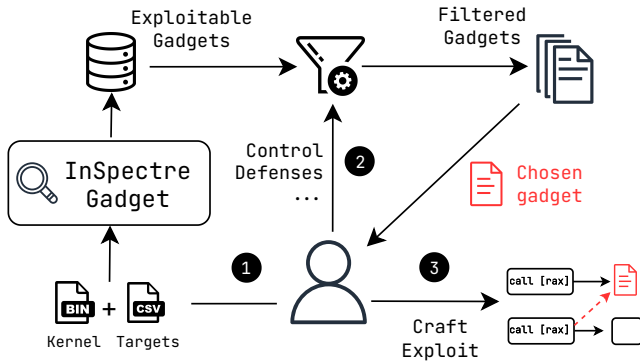 Exploitable
Gadgets
Filtered
Gadgets
InSpectre
Gadget
Control
Defenses
...
2
Chosen
gadget
1
3
BIN
+
CSV
Kernel
Targets
call [rax]
call [rax]
Craft
Exploit